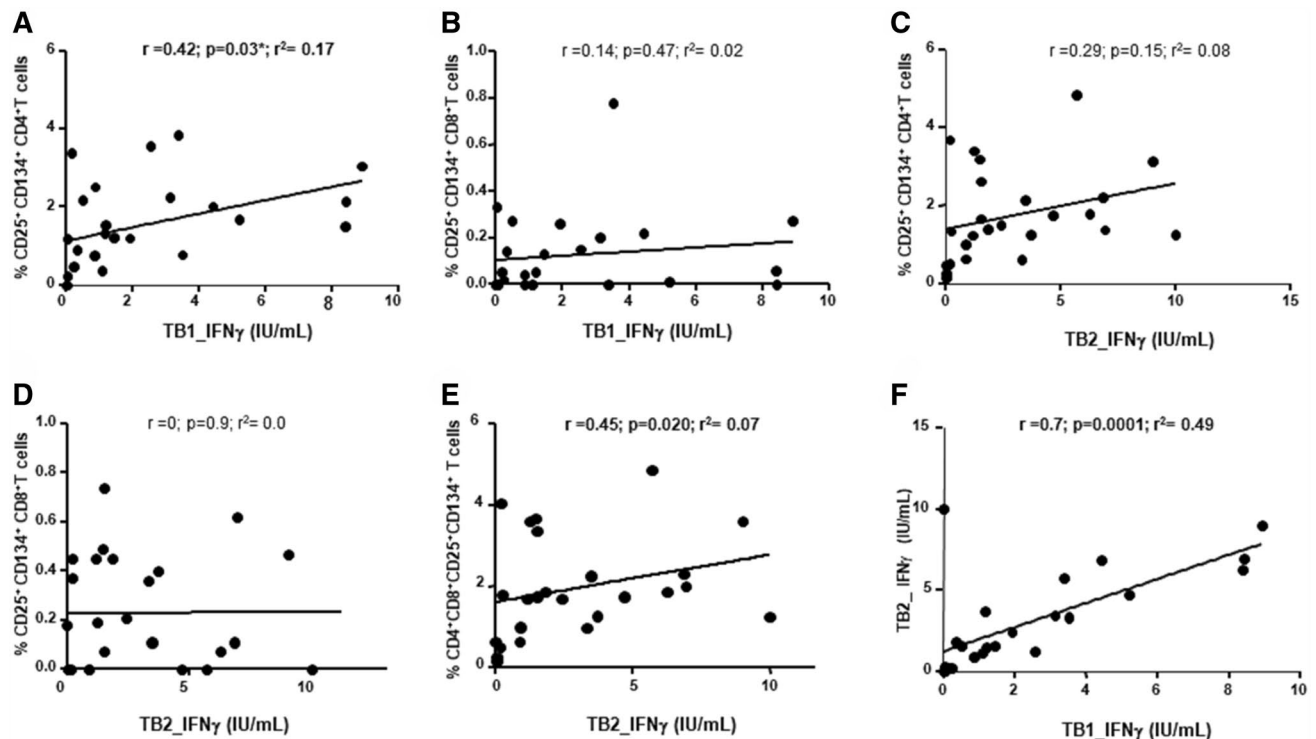 A
r =0.42; p=0.03*; r²= 0.17
% CD25⁺ CD134⁺ CD4⁺T cells
6
4
2
0
0 2 4 6 8 10
TB1_IFNγ (IU/mL)
B
r =0.14; p=0.47; r²= 0.02
% CD25⁺ CD134⁺ CD8⁺T cells
1.0
0.8
0.6
0.4
0.2
0.0
0 2 4 6 8 10
TB1_IFNγ (IU/mL)
C
r =0.29; p=0.15; r²= 0.08
% CD25⁺ CD134⁺ CD4⁺T cells
6
4
2
0
0 5 10 15
TB2_IFNγ (IU/mL)
D
r =0; p=0.9; r²= 0.0
% CD25⁺ CD134⁺ CD8⁺T cells
1.0
0.8
0.6
0.4
0.2
0.0
0 5 10
TB2_IFNγ (IU/mL)
E
r =0.45; p=0.020; r²= 0.07
% CD4⁺CD8⁺CD25⁺CD134⁺ T cells
6
4
2
0
0 5 10
TB2_IFNγ (IU/mL)
F
r =0.7; p=0.0001; r²= 0.49
TB2_ IFNγ (IU/mL)
15
10
5
0
0 2 4 6 8 10
TB1_IFNγ (IU/mL)